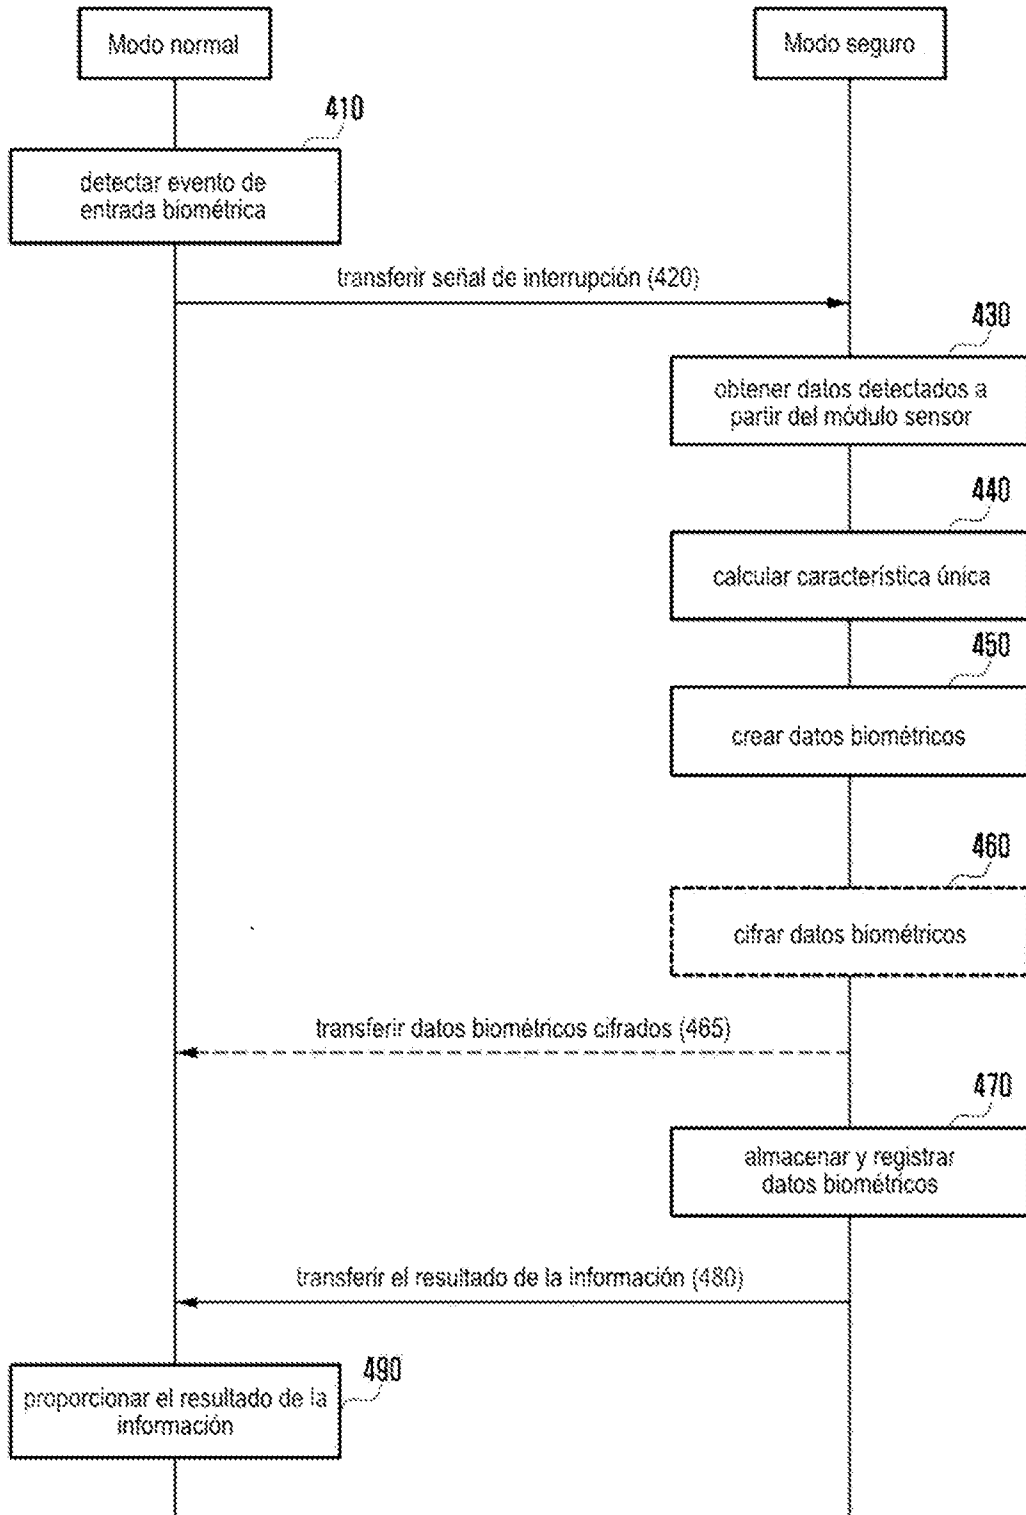 Modo normal
Modo seguro
410
detectar evento de
entrada biométrica
transferir señal de interrupción (420)
430
obtener datos detectados a
partir del módulo sensor
440
calcular característica única
450
crear datos biométricos
460
cifrar datos biométricos
transferir datos biométricos cifrados (465)
470
almacenar y registrar
datos biométricos
transferir el resultado de la información (480)
490
proporcionar el resultado de la
información